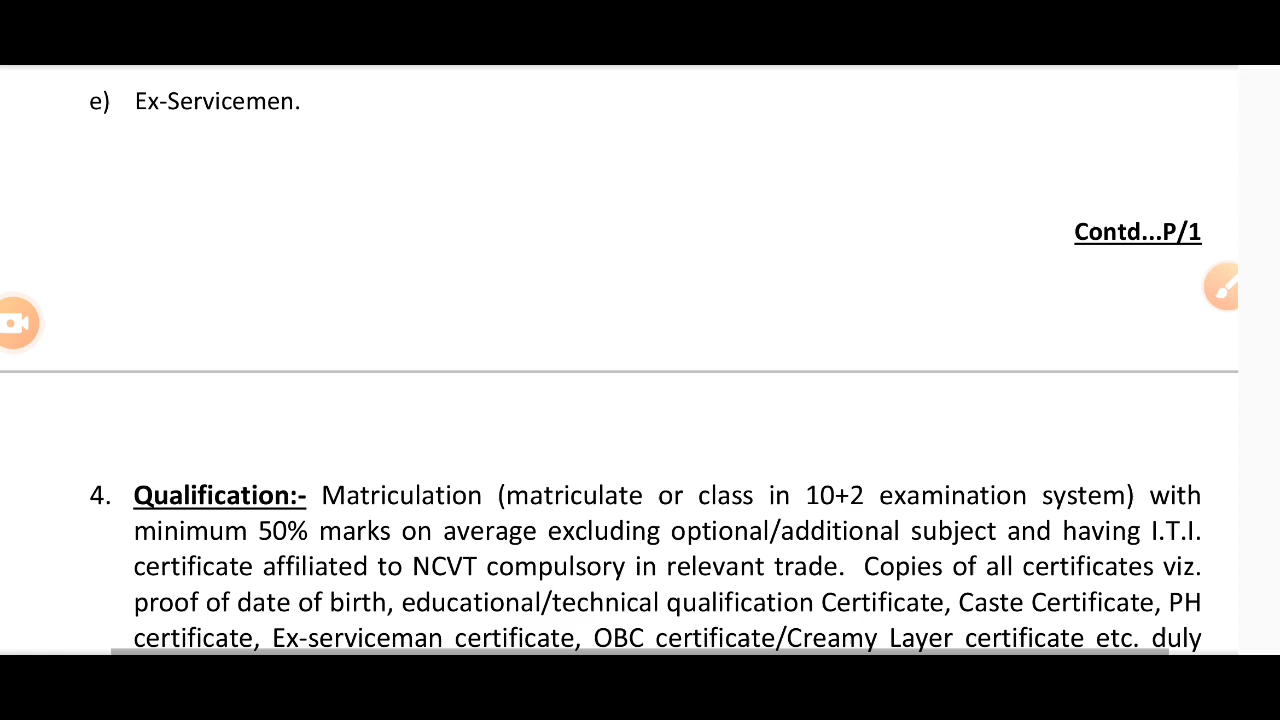 e) Ex-Servicemen.
Contd...P/1
4. Qualification:- Matriculation (matriculate or class in 10+2 examination system) with
minimum 50% marks on average excluding optional/additional subject and having I.T.I.
certificate affiliated to NCVT compulsory in relevant trade. Copies of all certificates viz.
proof of date of birth, educational/technical qualification Certificate, Caste Certificate, PH
certificate, Ex-serviceman certificate, OBC certificate/Creamy Layer certificate etc. duly